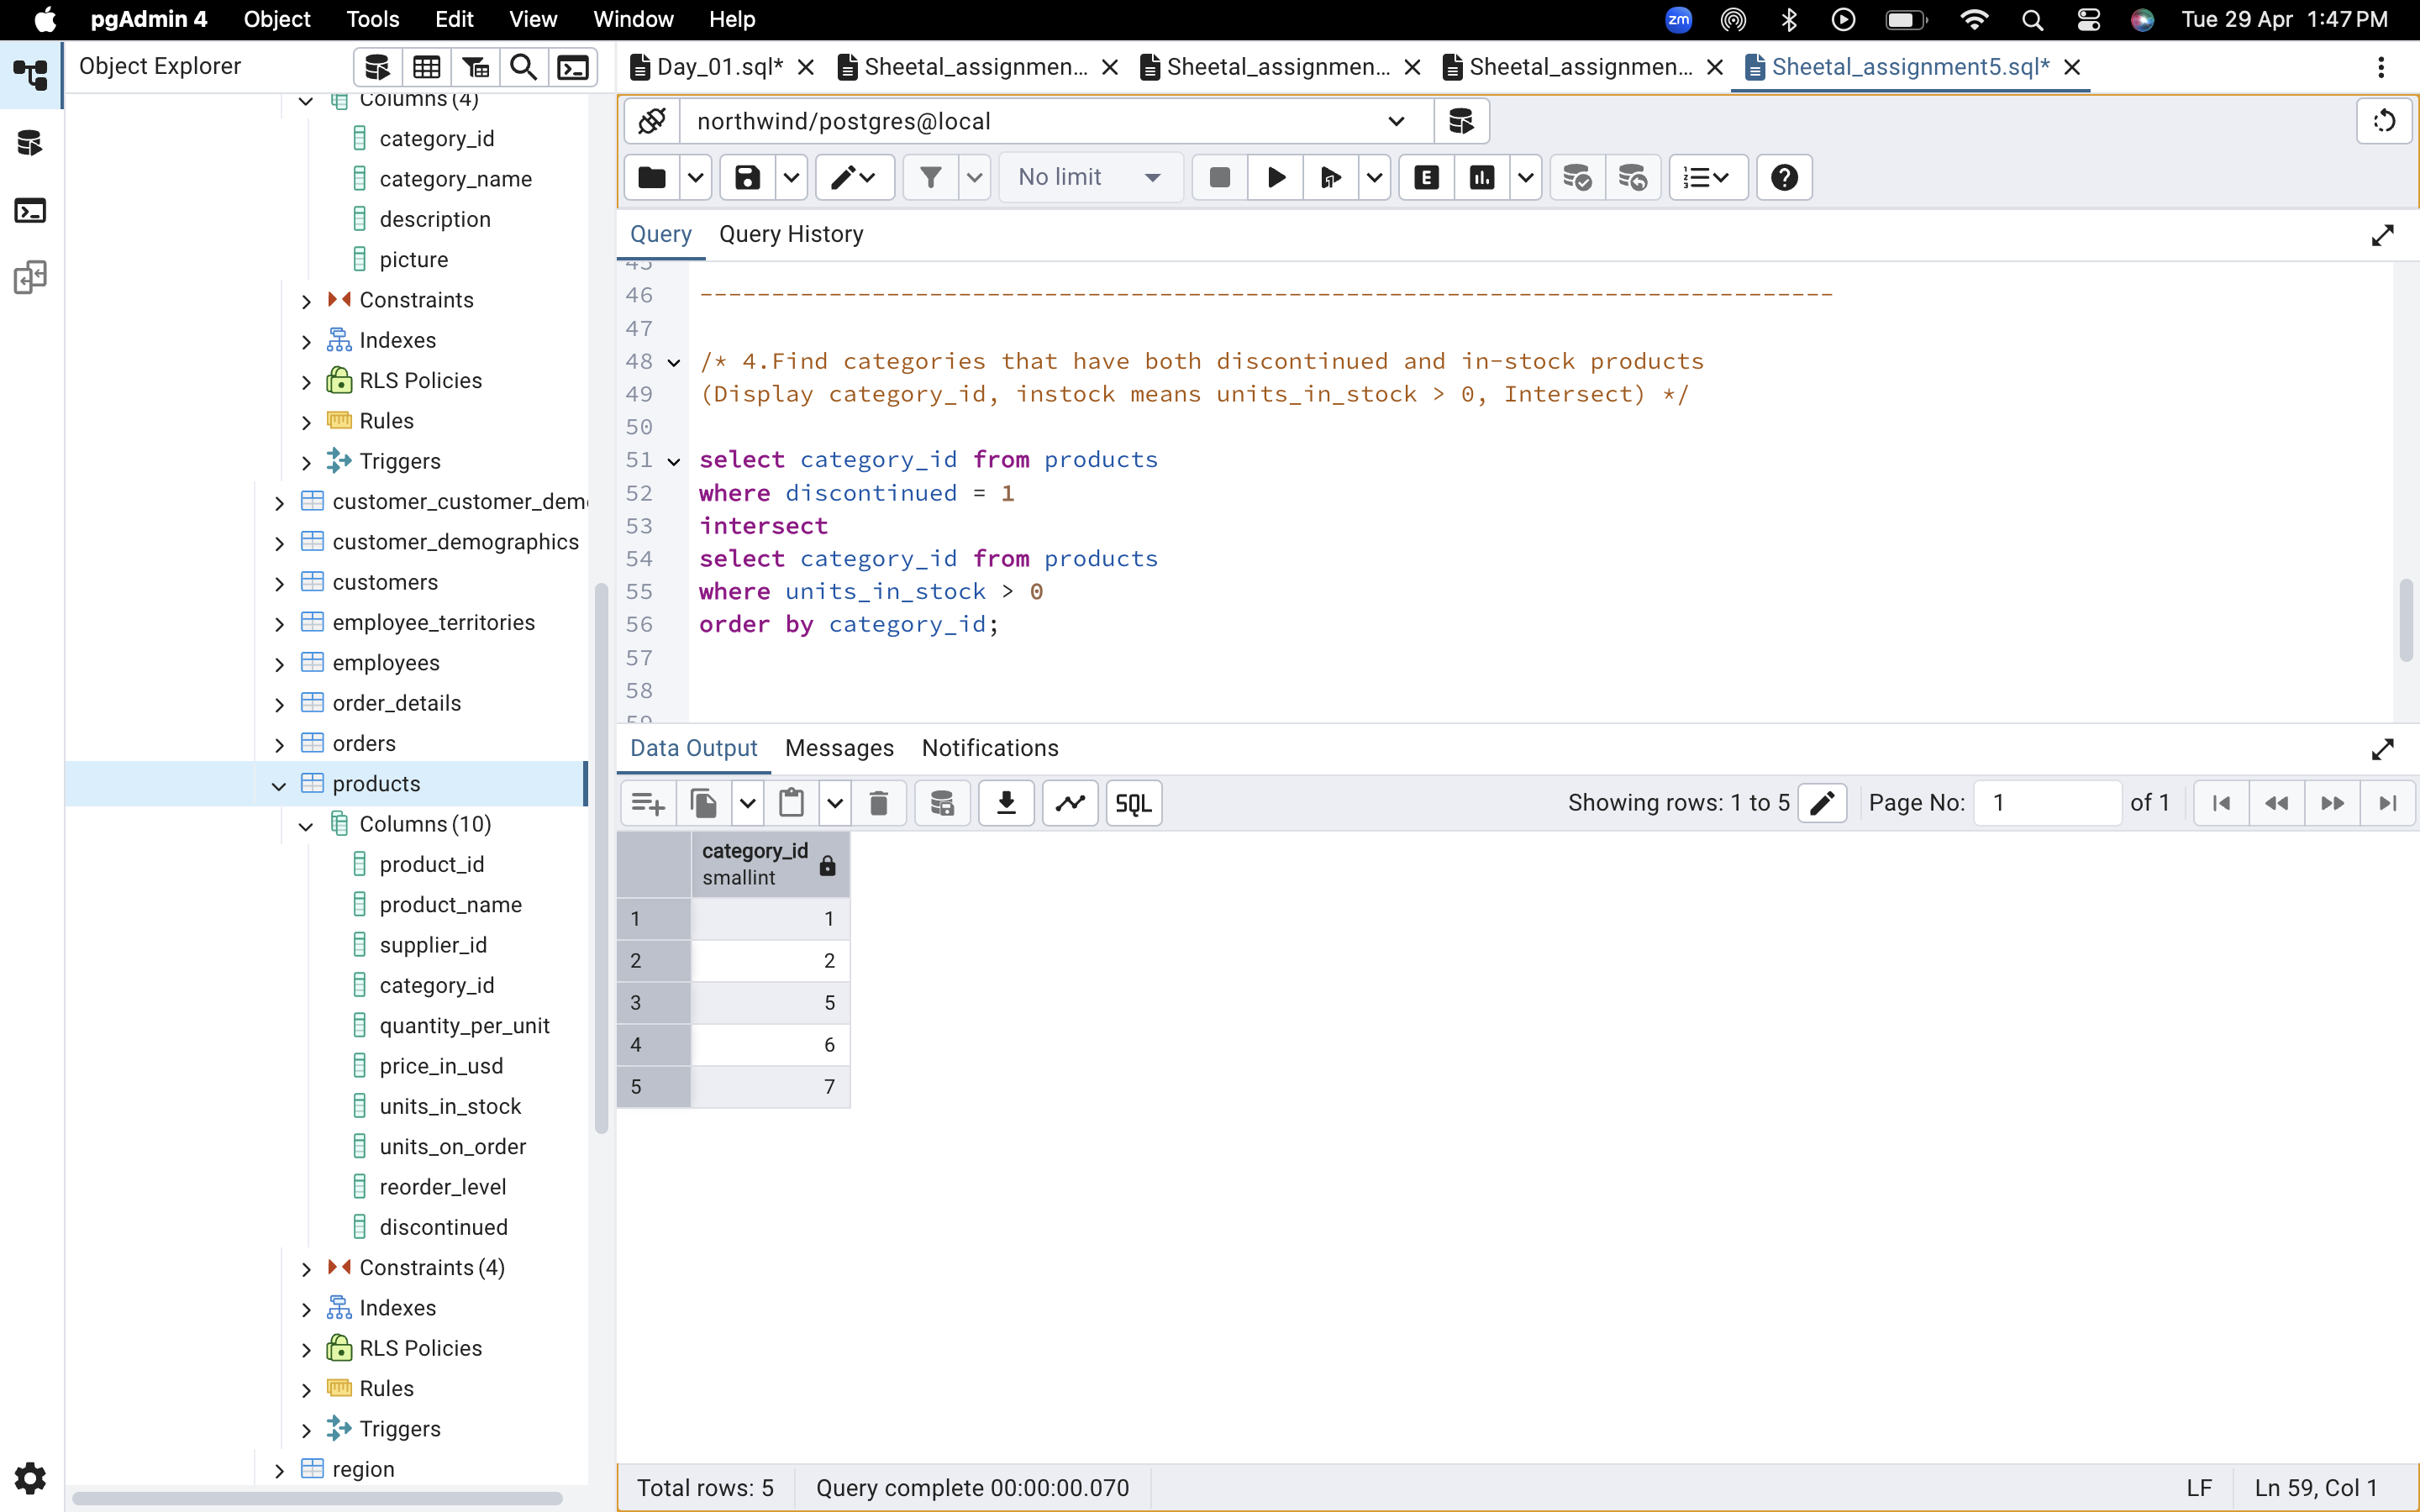 pgAdmin 4 Object Tools Edit View Window Help zm Tue 29 Apr 1:47 PM
Object Explorer
Columns (4)
category_id
category_name
description
picture
Constraints
Indexes
RLS Policies
Rules
Triggers
customer_customer_dem
customer_demographics
customers
employee_territories
employees
order_details
orders
products
Columns (10)
product_id
product_name
supplier_id
category_id
quantity_per_unit
price_in_usd
units_in_stock
units_on_order
reorder_level
discontinued
Constraints (4)
Indexes
RLS Policies
Rules
Triggers
region
Day_01.sql* Sheetal_assignmen... Sheetal_assignmen... Sheetal_assignmen... Sheetal_assignment5.sql*
northwind/postgres@local
No limit E
Query Query History
45
46 -------------------------------------------------------------------------------
47
48 /* 4.Find categories that have both discontinued and in-stock products
49 (Display category_id, instock means units_in_stock > 0, Intersect) */
50
51 select category_id from products
52 where discontinued = 1
53 intersect
54 select category_id from products
55 where units_in_stock > 0
56 order by category_id;
57
58
59
Data Output Messages Notifications
SQL Showing rows: 1 to 5 Page No: 1 of 1
category_id
smallint
1 1
2 2
3 5
4 6
5 7
Total rows: 5 Query complete 00:00:00.070 LF Ln 59, Col 1